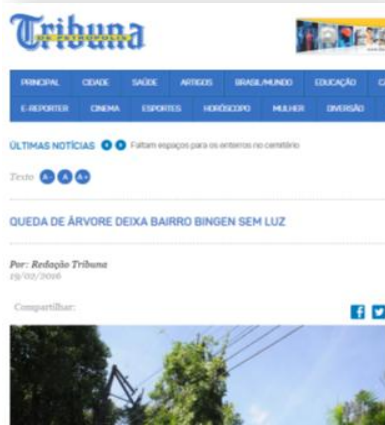 Tribuna
DE PETRÓPOLIS
PRINCIPAL CIDADE SAÚDE ARTIGOS BRASIL/MUNDO EDUCAÇÃO
E-REPORTER CINEMA ESPORTES HORÓSCOPO MULHER DIVERSÃO
ÚLTIMAS NOTÍCIAS Faltam espaços para os enterros no cemitério
Texto A- A A+
QUEDA DE ÁRVORE DEIXA BAIRRO BINGEN SEM LUZ
Por: Redação Tribuna
19/02/2016
Compartilhar: